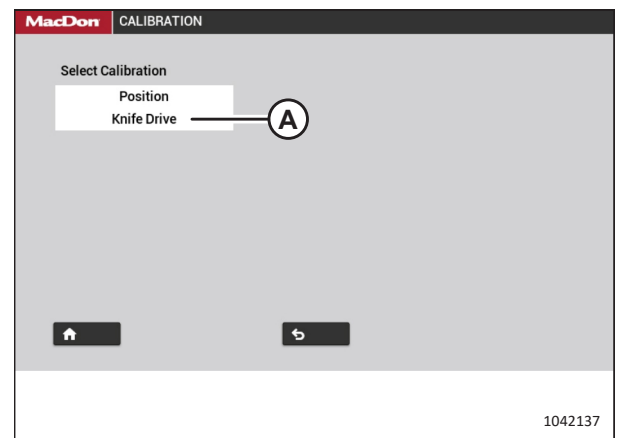 MacDon CALIBRATION
Select Calibration
Position
Knife Drive
A
1042137